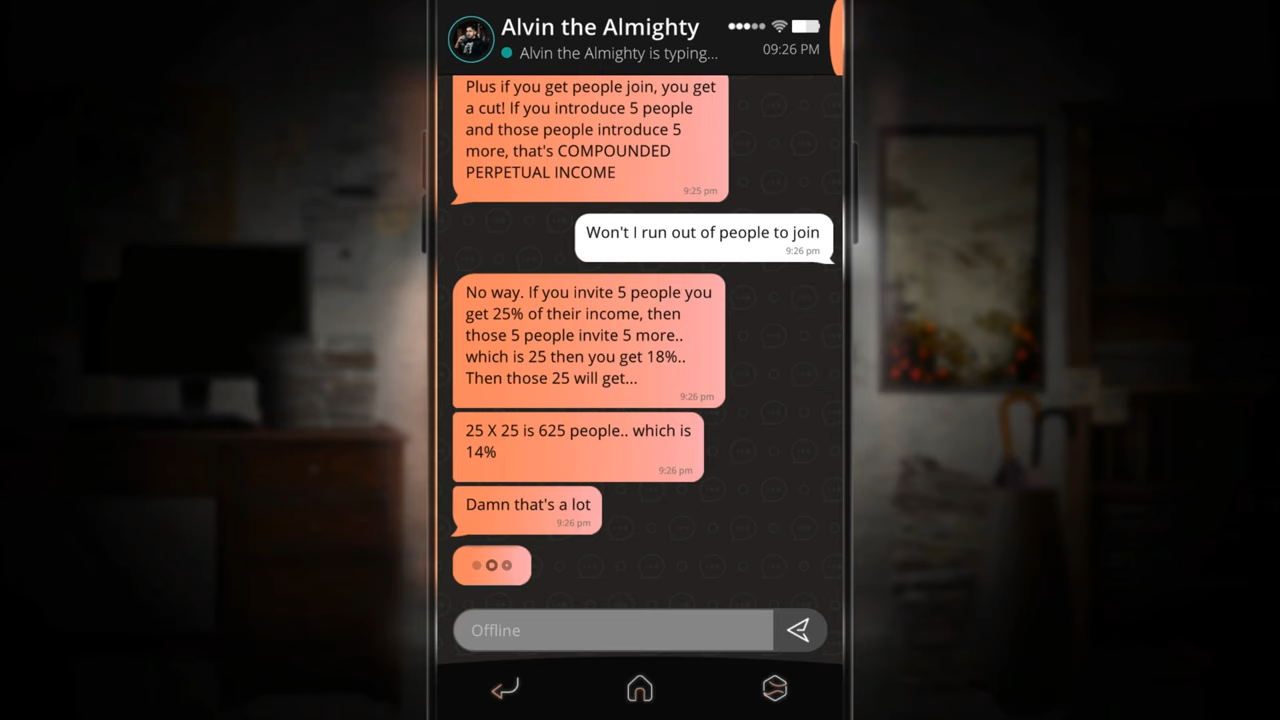 Alvin the Almighty
Alvin the Almighty is typing...
09:26 PM
Plus if you get people join, you get
a cut! If you introduce 5 people
and those people introduce 5
more, that's COMPOUNDED
PERPETUAL INCOME
9:25 pm
Won't I run out of people to join
9:26 pm
No way. If you invite 5 people you
get 25% of their income, then
those 5 people invite 5 more..
which is 25 then you get 18%..
Then those 25 will get...
9:26 pm
25 X 25 is 625 people.. which is
14%
9:26 pm
Damn that's a lot
9:26 pm
Offline